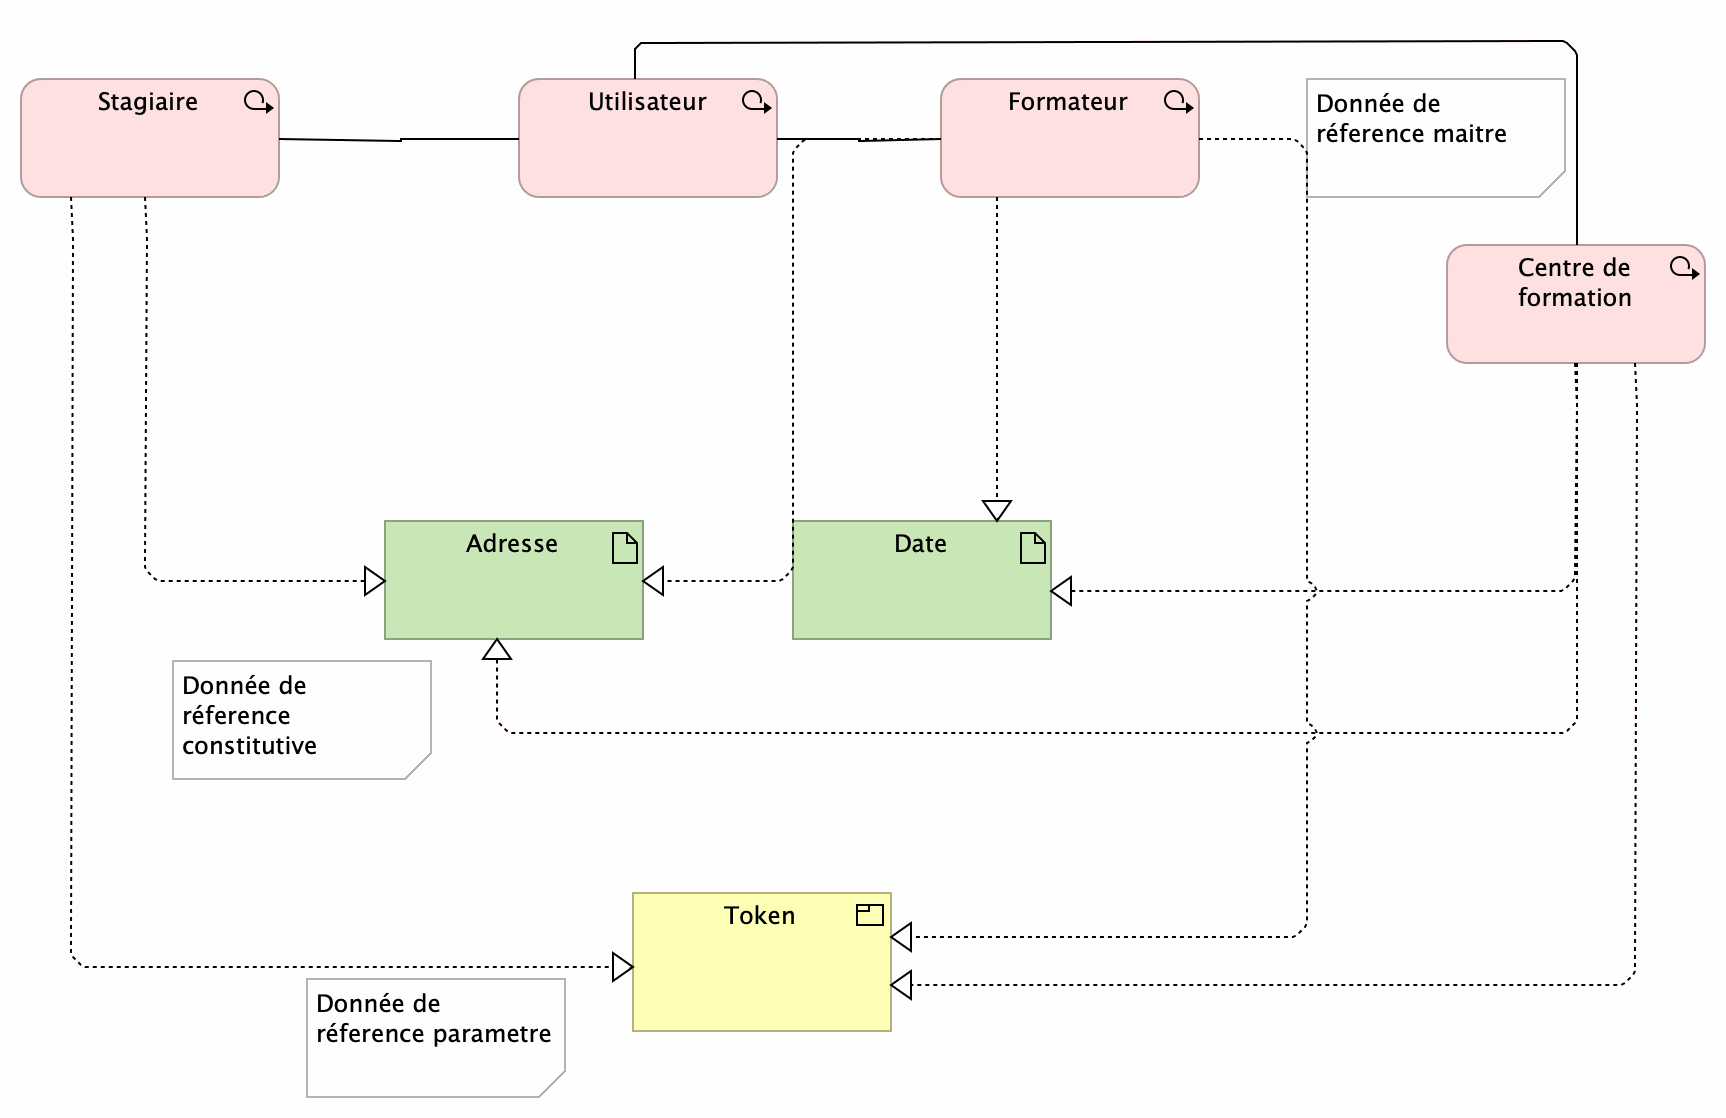 Stagiaire
Utilisateur
Formateur
Donnée de
réference maitre
Centre de
formation
Adresse
Date
Donnée de
réference
constitutive
Token
Donnée de
réference parametre